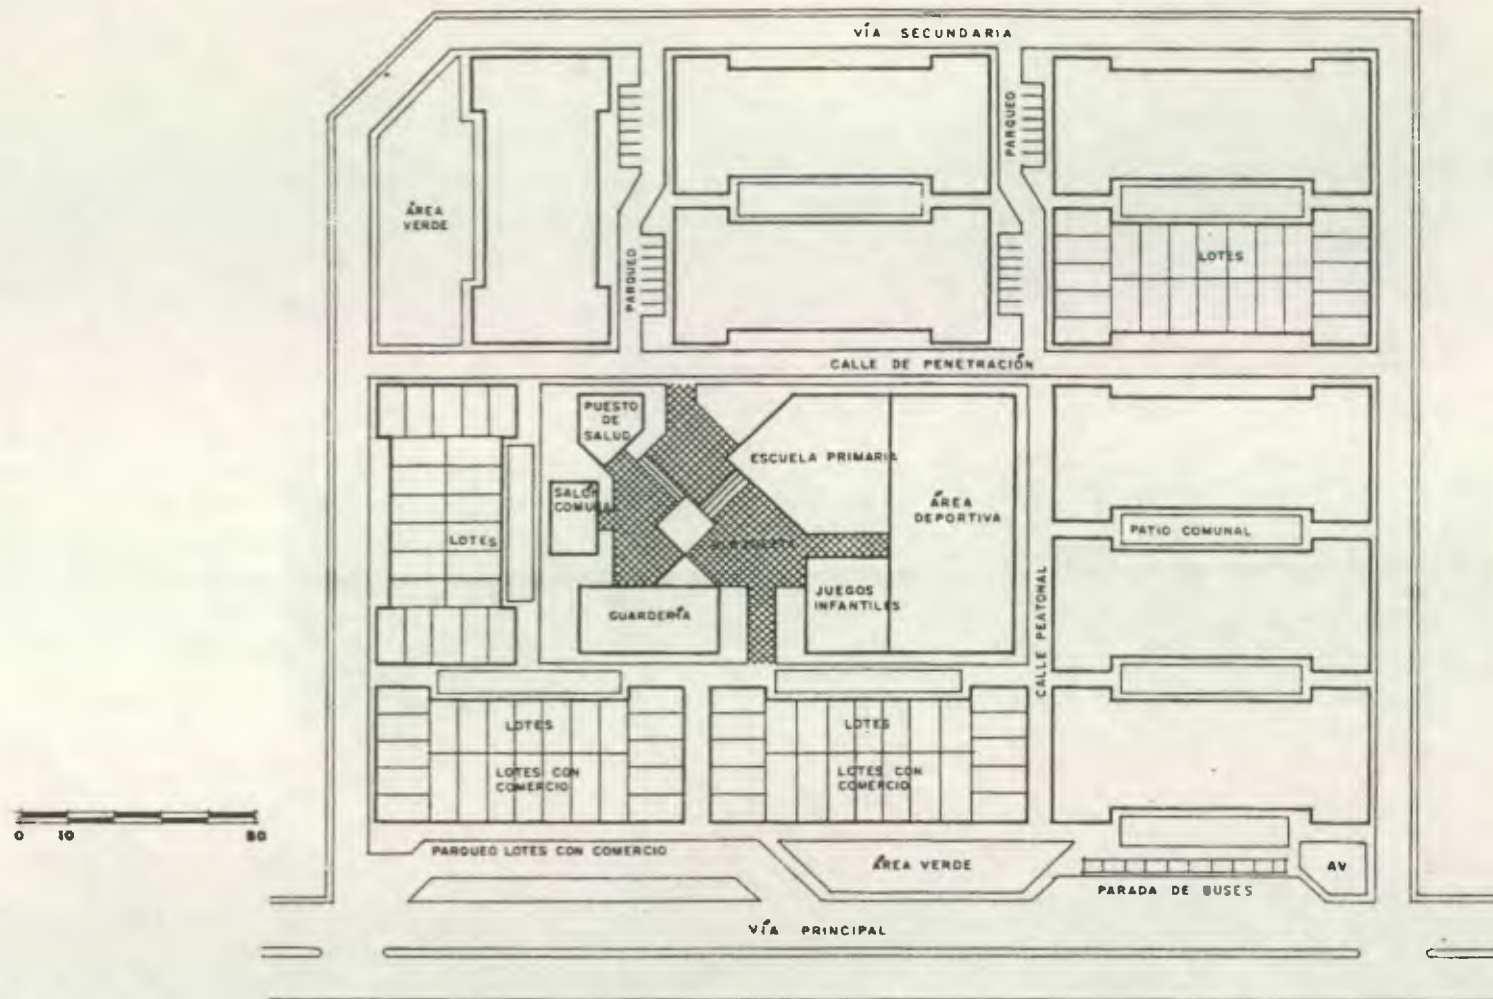 VÍA SECUNDARIA
PARQUEO
ÁREA
VERDE
LOTES
PARQUEO
CALLE DE PENETRACIÓN
PUESTO
DE
SALUD
ESCUELA PRIMARIA
SALÓN
COMUNAL
ÁREA
DEPORTIVA
PATIO COMUNAL
LOTES
JUEGOS
INFANTILES
GUARDERÍA
CALLE PEATONAL
LOTES
LOTES
LOTES CON
COMERCIO
LOTES CON
COMERCIO
0 10 50
PARQUEO LOTES CON COMERCIO
ÁREA VERDE
AV
PARADA DE BUSES
VÍA PRINCIPAL